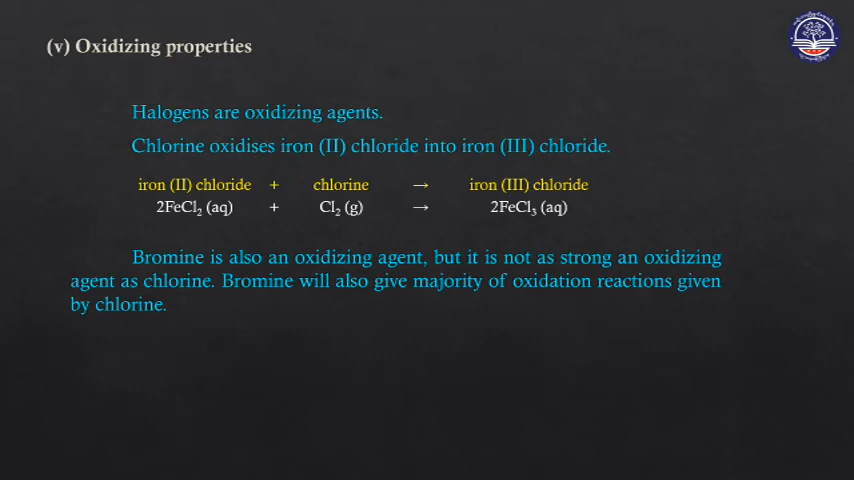 (v) Oxidizing properties
Halogens are oxidizing agents.
Chlorine oxidises iron (II) chloride into iron (III) chloride.
iron (II) chloride + chlorine → iron (III) chloride
2FeCl₂ (aq) + Cl₂ (g) → 2FeCl₃ (aq)
Bromine is also an oxidizing agent, but it is not as strong an oxidizing
agent as chlorine. Bromine will also give majority of oxidation reactions given
by chlorine.